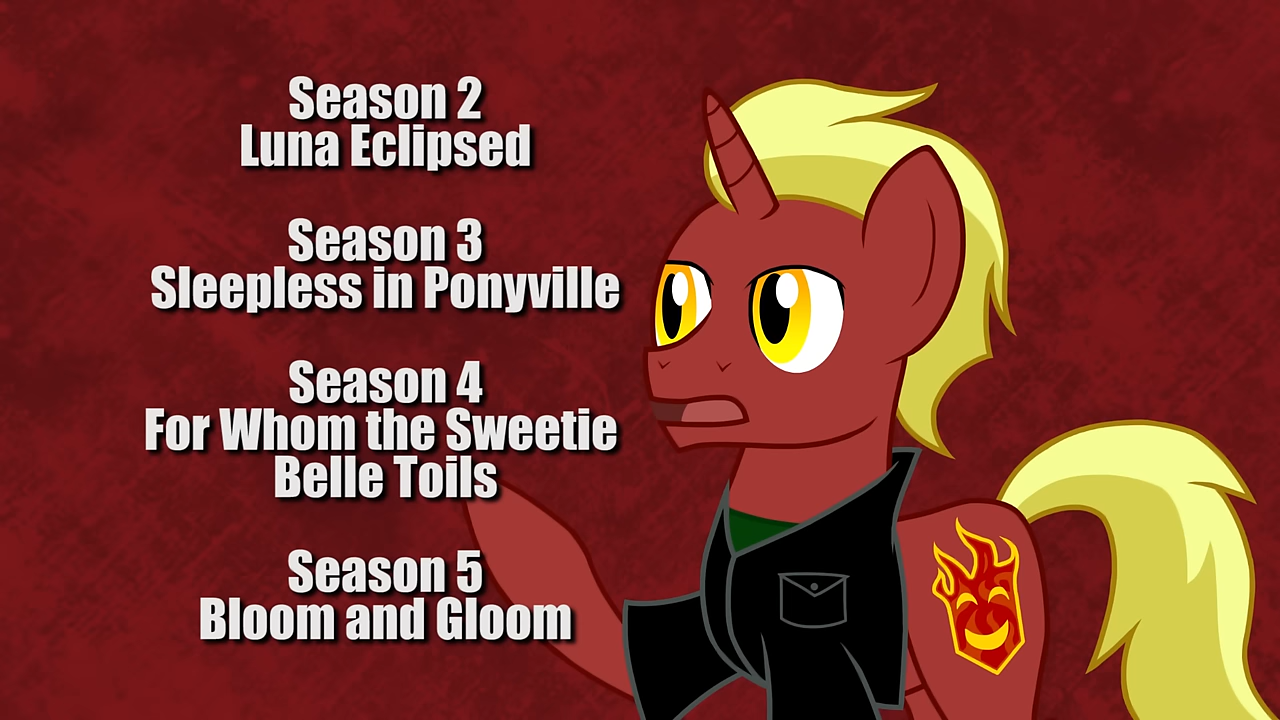 Season 2
Luna Eclipsed
Season 3
Sleepless in Ponyville
Season 4
For Whom the Sweetie
Belle Toils
Season 5
Bloom and Gloom